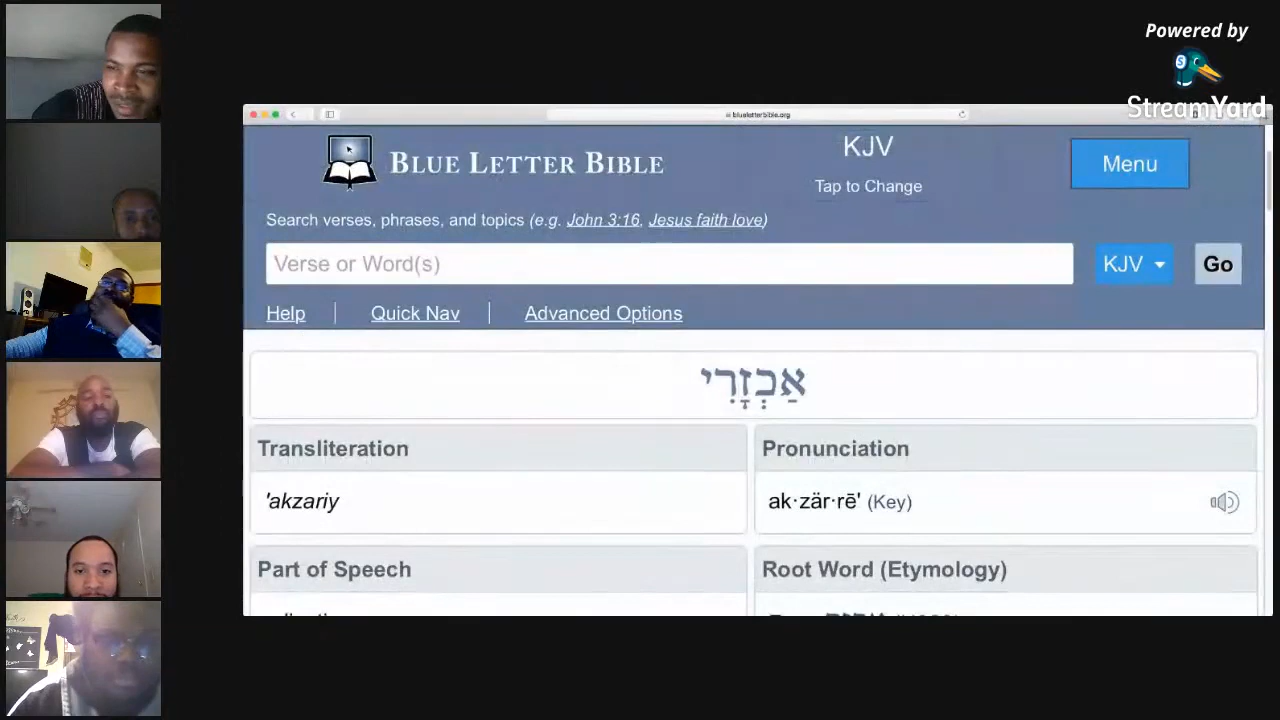 Powered by
StreamYard
blueletterbible.org
BLUE LETTER BIBLE
KJV
Tap to Change
Menu
Search verses, phrases, and topics (e.g. John 3:16, Jesus faith love)
Verse or Word(s)
KJV
Go
Help
Quick Nav
Advanced Options
אַכְזָרִי
Transliteration
Pronunciation
'akzariy
ak·zär·rē' (Key)
Part of Speech
Root Word (Etymology)